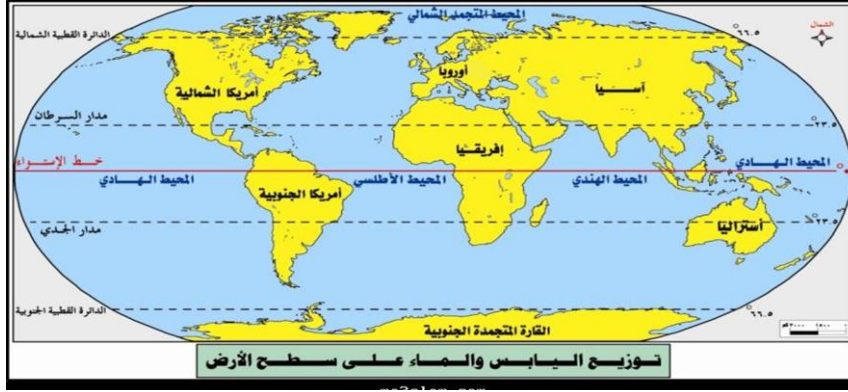 المحيط المتجمد الشمالي
الشمال
الدائرة القطبية الشمالية
°٦٦.٥
أوروبا
آسيا
أمريكا الشمالية
مدار السرطان
°٢٣.٥
إفريقيا
خط الإستواء
المحيط الهادي
°٠
المحيط الهادي
المحيط الأطلسي
المحيط الهندي
أمريكا الجنوبية
مدار الجدي
°٢٣.٥
أستراليا
الدائرة القطبية الجنوبية
°٦٦.٥
القارة المتجمدة الجنوبية
توزيع اليابس والماء على سطح الأرض